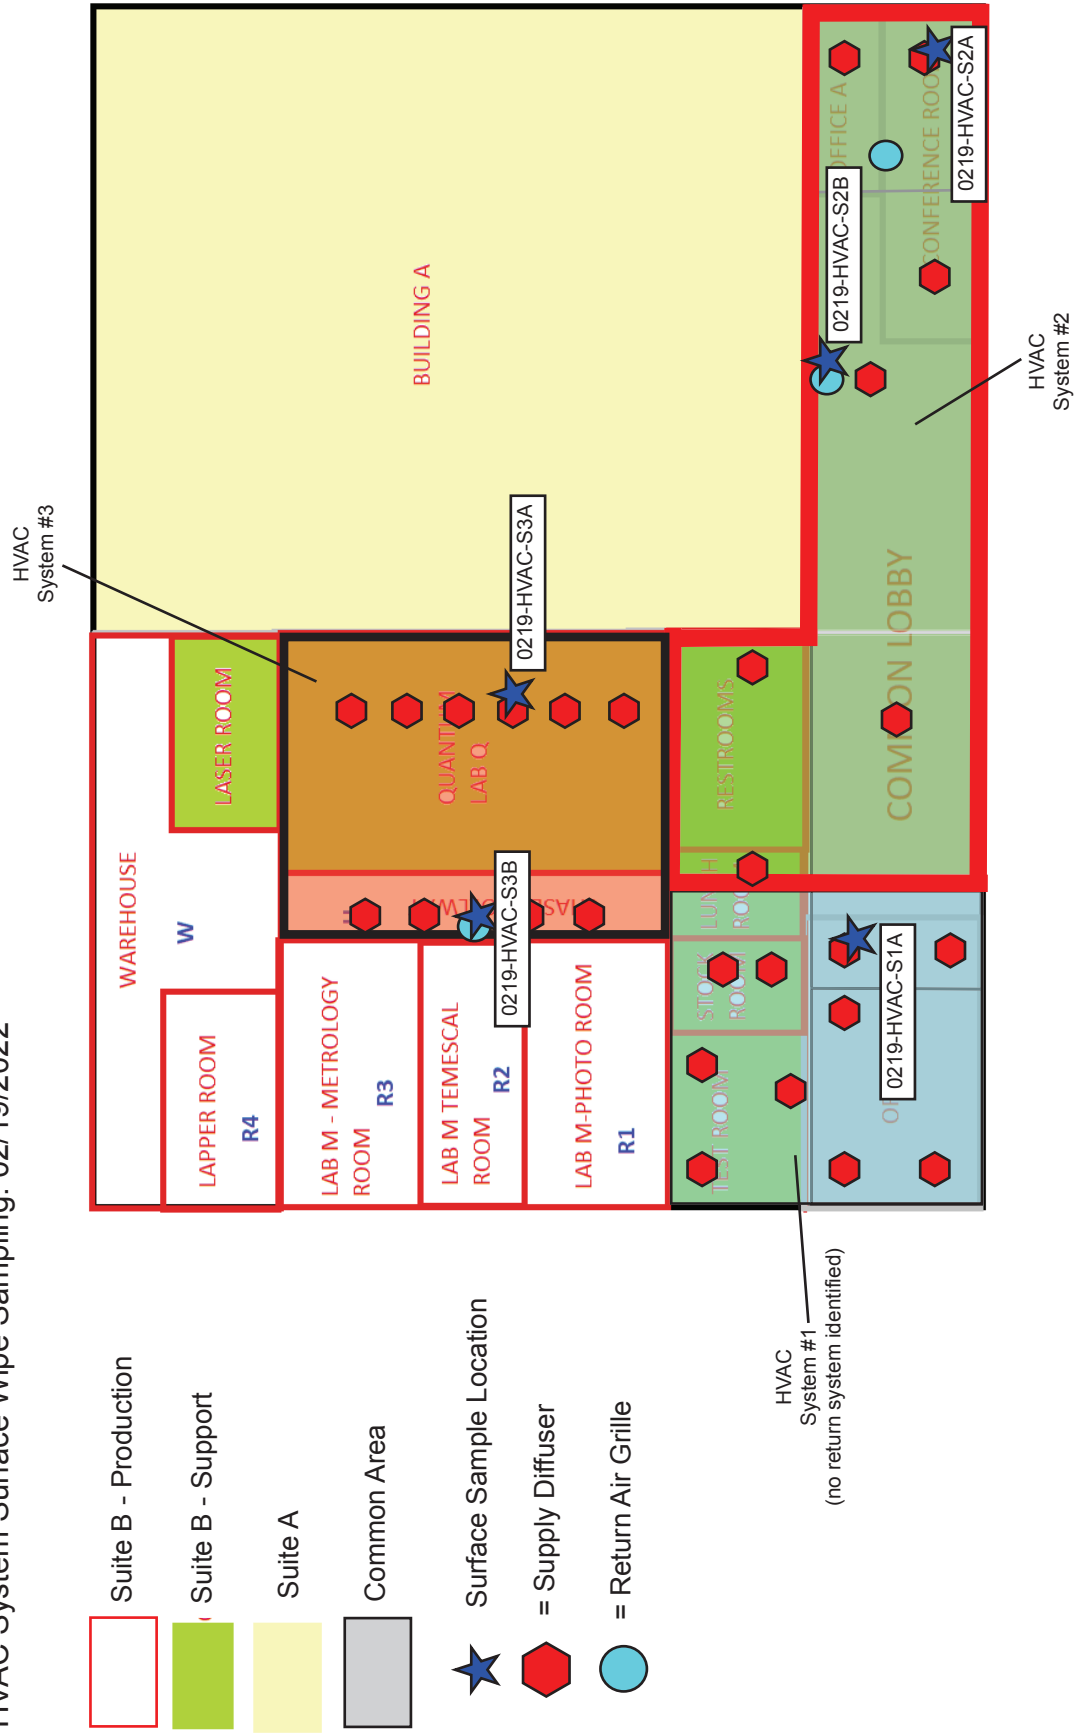 HVAC System Surface Wipe Sampling: 02/19/2022
Suite B - Production
Suite B - Support
Suite A
Common Area
Surface Sample Location
= Supply Diffuser
= Return Air Grille
HVAC
System #3
WAREHOUSE
W
LASER ROOM
LAPPER ROOM
R4
LAB M - METROLOGY
ROOM
R3
LAB M TEMESCAL
ROOM
R2
LAB M-PHOTO ROOM
R1
QUANTUM
LAB Q
BUILDING A
0219-HVAC-S3A
0219-HVAC-S3B
TEST ROOM
STOCK
ROOM
LUNCH
ROOM
RESTROOMS
COMMON LOBBY
OFFICE A
CONFERENCE ROOM
0219-HVAC-S2B
0219-HVAC-S2A
0219-HVAC-S1A
HVAC
System #1
(no return system identified)
HVAC
System #2